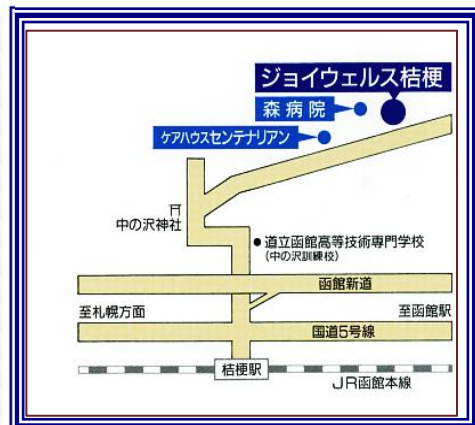 ジョイウェルス桔梗
森病院
ケアハウスセンテナリアン
中の沢神社
道立函館高等技術専門学校
(中の沢訓練校)
函館新道
至札幌方面
至函館駅
国道5号線
桔梗駅
JR函館本線